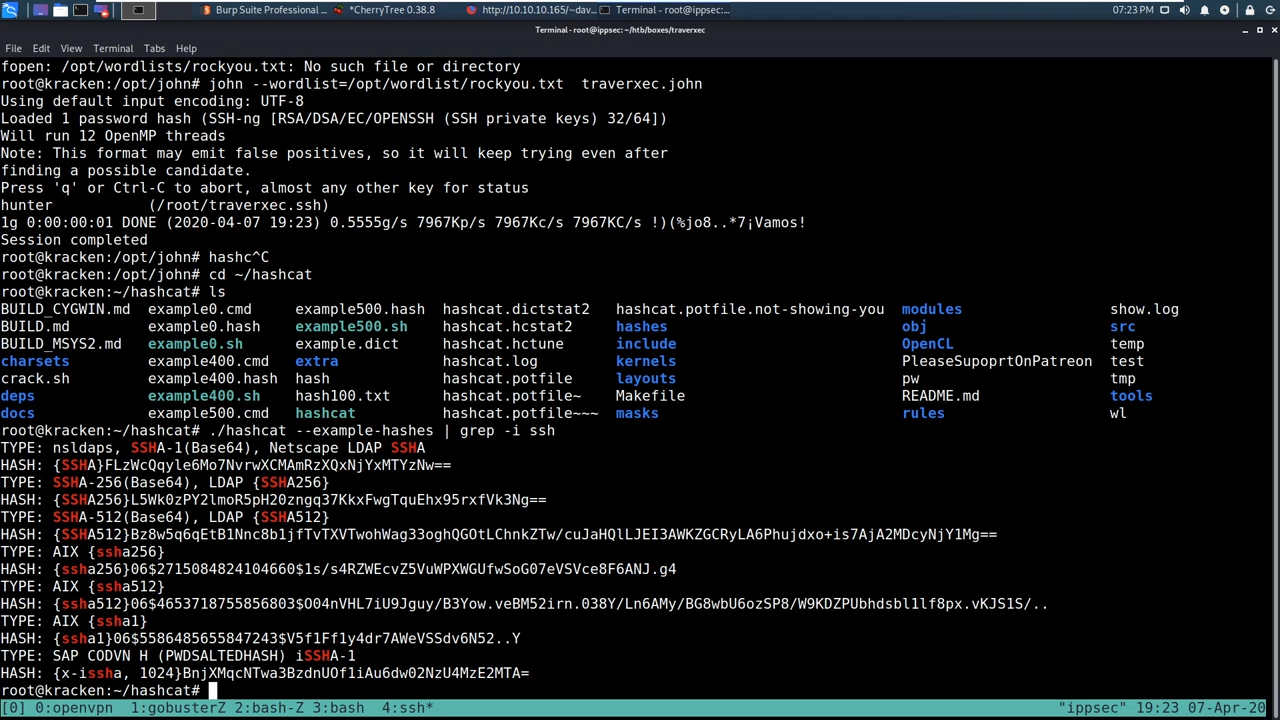 Burp Suite Professional ... *CherryTree 0.38.8 http://10.10.10.165/~dav... Terminal - root@ippsec:... 07:23 PM
Terminal - root@ippsec: ~/htb/boxes/traverxec
File Edit View Terminal Tabs Help
fopen: /opt/wordlists/rockyou.txt: No such file or directory
root@kracken:/opt/john# john --wordlist=/opt/wordlist/rockyou.txt  traverxec.john
Using default input encoding: UTF-8
Loaded 1 password hash (SSH-ng [RSA/DSA/EC/OPENSSH (SSH private keys) 32/64])
Will run 12 OpenMP threads
Note: This format may emit false positives, so it will keep trying even after
finding a possible candidate.
Press 'q' or Ctrl-C to abort, almost any other key for status
hunter           (/root/traverxec.ssh)
1g 0:00:00:01 DONE (2020-04-07 19:23) 0.5555g/s 7967Kp/s 7967Kc/s 7967KC/s !)(%jo8..*7¡Vamos!
Session completed
root@kracken:/opt/john# hashc^C
root@kracken:/opt/john# cd ~/hashcat
root@kracken:~/hashcat# ls
BUILD_CYGWIN.md  example0.cmd     example500.hash  hashcat.dictstat2  hashcat.potfile.not-showing-you  modules                 show.log
BUILD.md         example0.hash    example500.sh    hashcat.hcstat2    hashes                           obj                     src
BUILD_MSYS2.md   example0.sh      example.dict     hashcat.hctune     include                          OpenCL                  temp
charsets         example400.cmd   extra            hashcat.log        kernels                          PleaseSupoprtOnPatreon  test
crack.sh         example400.hash  hash             hashcat.potfile    layouts                          pw                      tmp
deps             example400.sh    hash100.txt      hashcat.potfile~   Makefile                         README.md               tools
docs             example500.cmd   hashcat          hashcat.potfile~~~ masks                            rules                   wl
root@kracken:~/hashcat# ./hashcat --example-hashes | grep -i ssh
TYPE: nsldaps, SSHA-1(Base64), Netscape LDAP SSHA
HASH: {SSHA}FLzWcQqyle6Mo7NvrwXCMAmRzXQxNjYxMTYzNw==
TYPE: SSHA-256(Base64), LDAP {SSHA256}
HASH: {SSHA256}L5Wk0zPY2lmoR5pH20zngq37KkxFwgTquEhx95rxfVk3Ng==
TYPE: SSHA-512(Base64), LDAP {SSHA512}
HASH: {SSHA512}Bz8w5q6qEtB1Nnc8b1jfTvTXVTwohWag33oghQGOtLChnkZTw/cuJaHQlLJEI3AWKZGCRyLA6Phujdxo+is7AjA2MDcyNjY1Mg==
TYPE: AIX {ssha256}
HASH: {ssha256}06$2715084824104660$1s/s4RZWEcvZ5VuWPXWGUfwSoG07eVSVce8F6ANJ.g4
TYPE: AIX {ssha512}
HASH: {ssha512}06$4653718755856803$O04nVHL7iU9Jguy/B3Yow.veBM52irn.038Y/Ln6AMy/BG8wbU6ozSP8/W9KDZPUbhdsbl1lf8px.vKJS1S/..
TYPE: AIX {ssha1}
HASH: {ssha1}06$5586485655847243$V5f1Ff1y4dr7AWeVSSdv6N52..Y
TYPE: SAP CODVN H (PWDSALTEDHASH) iSSHA-1
HASH: {x-issha, 1024}BnjXMqcNTwa3BzdnUOf1iAu6dw02NzU4MzE2MTA=
root@kracken:~/hashcat#
[0] 0:openvpn  1:gobusterZ 2:bash-Z 3:bash  4:ssh* "ippsec" 19:23 07-Apr-20